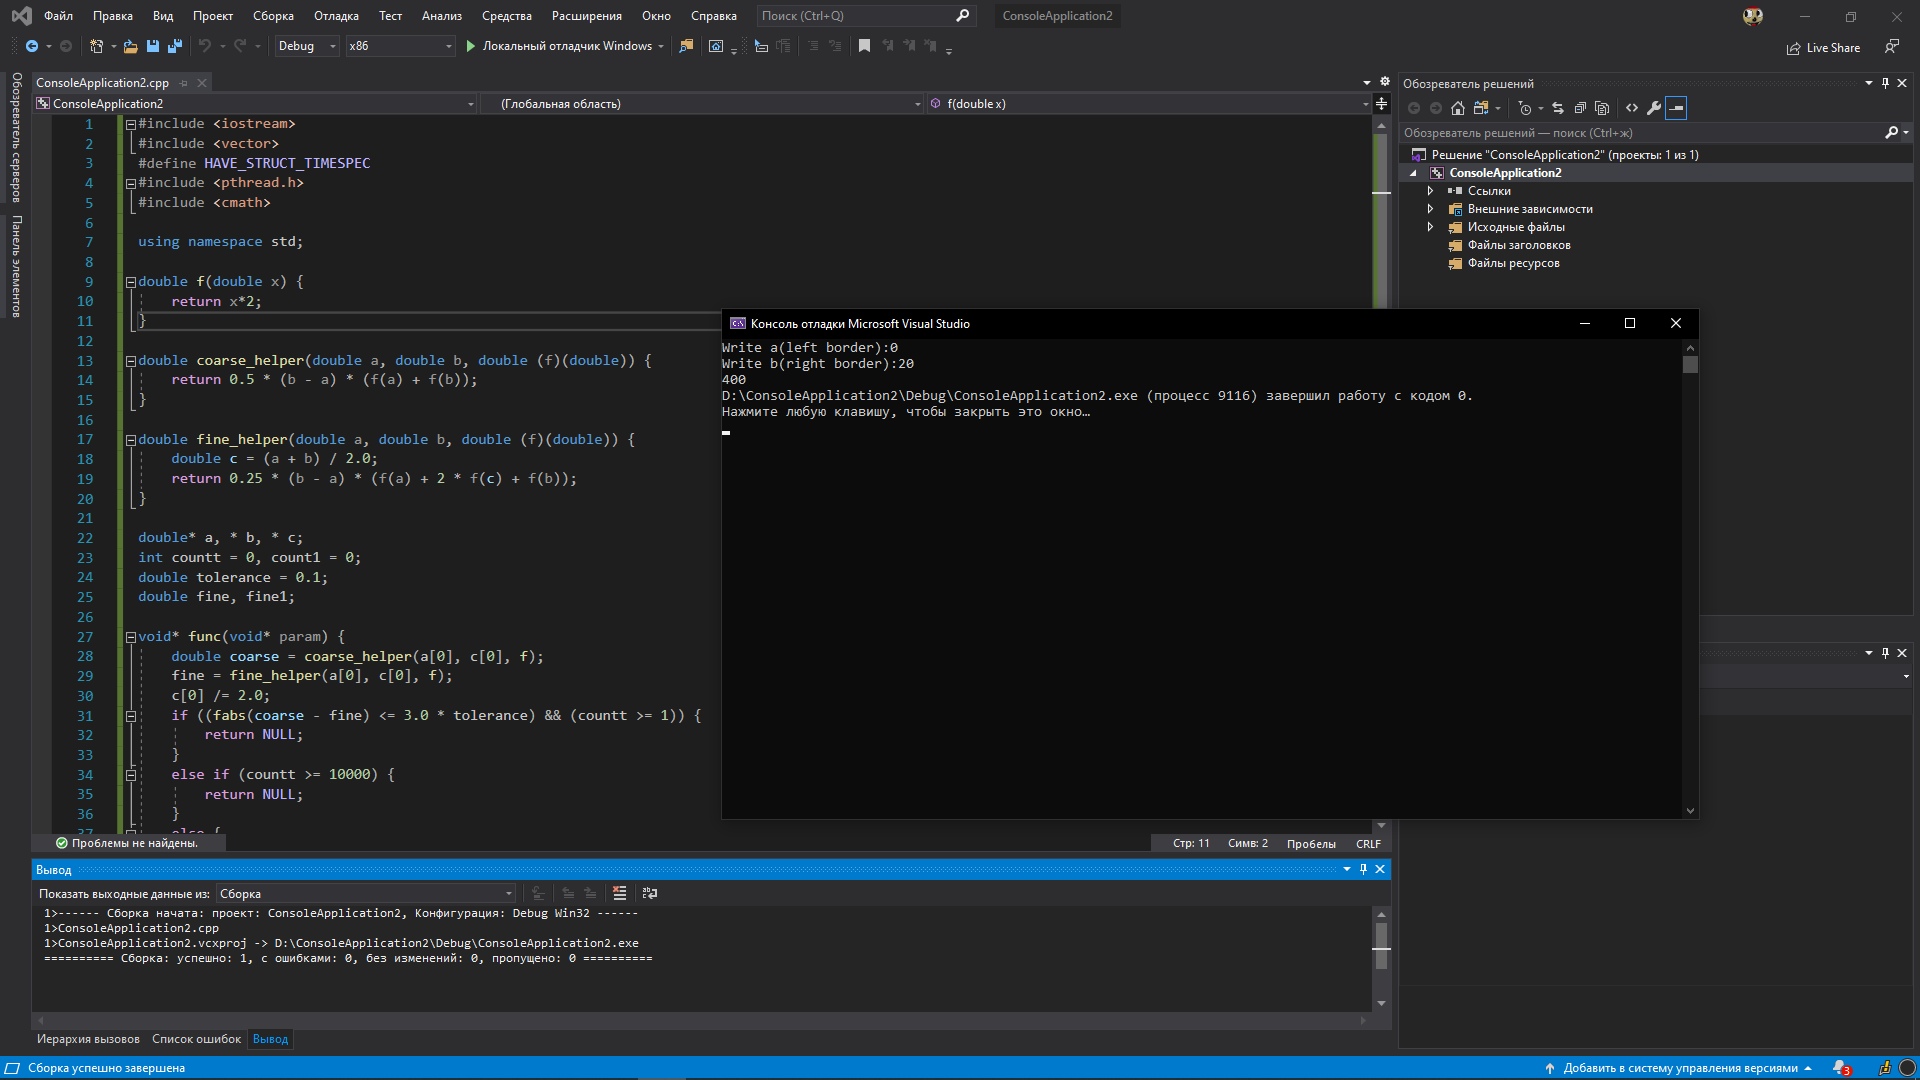 Файл Правка Вид Проект Сборка Отладка Тест Анализ Средства Расширения Окно Справка Поиск (Ctrl+Q) ConsoleApplication2
Debug x86 Локальный отладчик Windows Live Share
Обозреватель серверов
Панель элементов
ConsoleApplication2.cpp
ConsoleApplication2 (Глобальная область) f(double x)
1 #include <iostream>
2 #include <vector>
3 #define HAVE_STRUCT_TIMESPEC
4 #include <pthread.h>
5 #include <cmath>
6
7 using namespace std;
8
9 double f(double x) {
10 return x*2;
11 }
12
13 double coarse_helper(double a, double b, double (f)(double)) {
14 return 0.5 * (b - a) * (f(a) + f(b));
15 }
16
17 double fine_helper(double a, double b, double (f)(double)) {
18 double c = (a + b) / 2.0;
19 return 0.25 * (b - a) * (f(a) + 2 * f(c) + f(b));
20 }
21
22 double* a, * b, * c;
23 int countt = 0, count1 = 0;
24 double tolerance = 0.1;
25 double fine, fine1;
26
27 void* func(void* param) {
28 double coarse = coarse_helper(a[0], c[0], f);
29 fine = fine_helper(a[0], c[0], f);
30 c[0] /= 2.0;
31 if ((fabs(coarse - fine) <= 3.0 * tolerance) && (countt >= 1)) {
32 return NULL;
33 }
34 else if (countt >= 10000) {
35 return NULL;
36 }
37 else {
Проблемы не найдены. Стр: 11 Симв: 2 Пробелы CRLF
Консоль отладки Microsoft Visual Studio
Write a(left border):0
Write b(right border):20
400
D:\ConsoleApplication2\Debug\ConsoleApplication2.exe (процесс 9116) завершил работу с кодом 0.
Нажмите любую клавишу, чтобы закрыть это окно…
Обозреватель решений
Обозреватель решений — поиск (Ctrl+ж)
Решение "ConsoleApplication2" (проекты: 1 из 1)
ConsoleApplication2
Ссылки
Внешние зависимости
Исходные файлы
Файлы заголовков
Файлы ресурсов
Вывод
Показать выходные данные из: Сборка
1>------ Сборка начата: проект: ConsoleApplication2, Конфигурация: Debug Win32 ------
1>ConsoleApplication2.cpp
1>ConsoleApplication2.vcxproj -> D:\ConsoleApplication2\Debug\ConsoleApplication2.exe
========== Сборка: успешно: 1, с ошибками: 0, без изменений: 0, пропущено: 0 ==========
Иерархия вызовов Список ошибок Вывод
Сборка успешно завершена Добавить в систему управления версиями 3